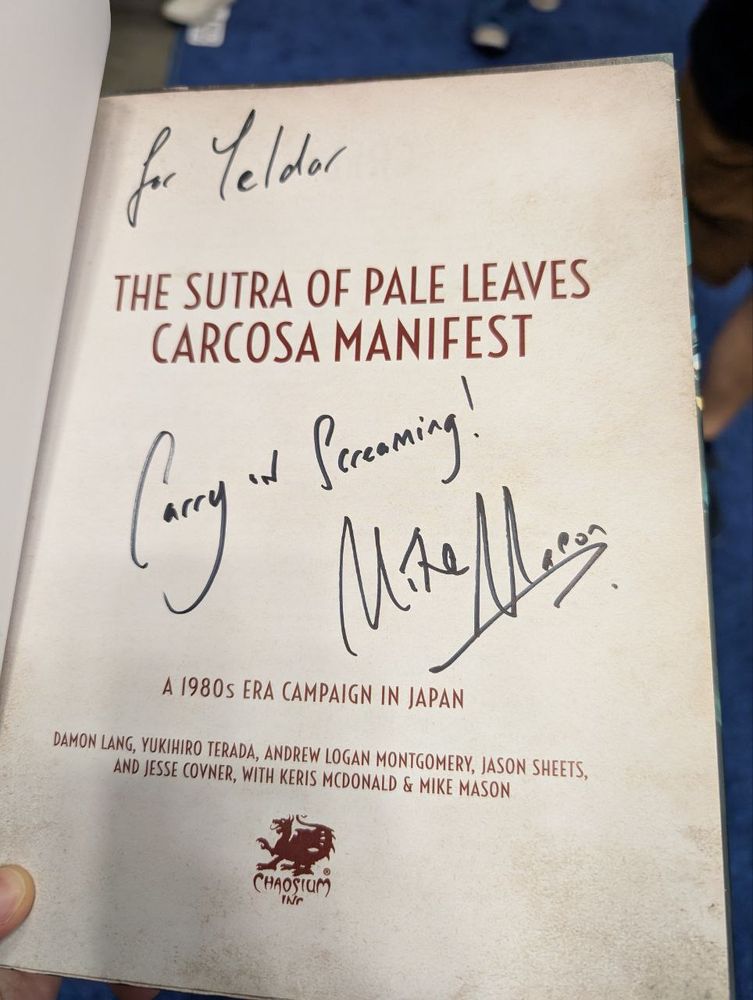 for Yeldar
THE SUTRA OF PALE LEAVES
CARCOSA MANIFEST
Carry on Screaming!
Mike Mason
A 1980s ERA CAMPAIGN IN JAPAN
DAMON LANG, YUKIHIRO TERADA, ANDREW LOGAN MONTGOMERY, JASON SHEETS,
AND JESSE COVNER, WITH KERIS MCDONALD & MIKE MASON
CHAOSIUM
INC
®